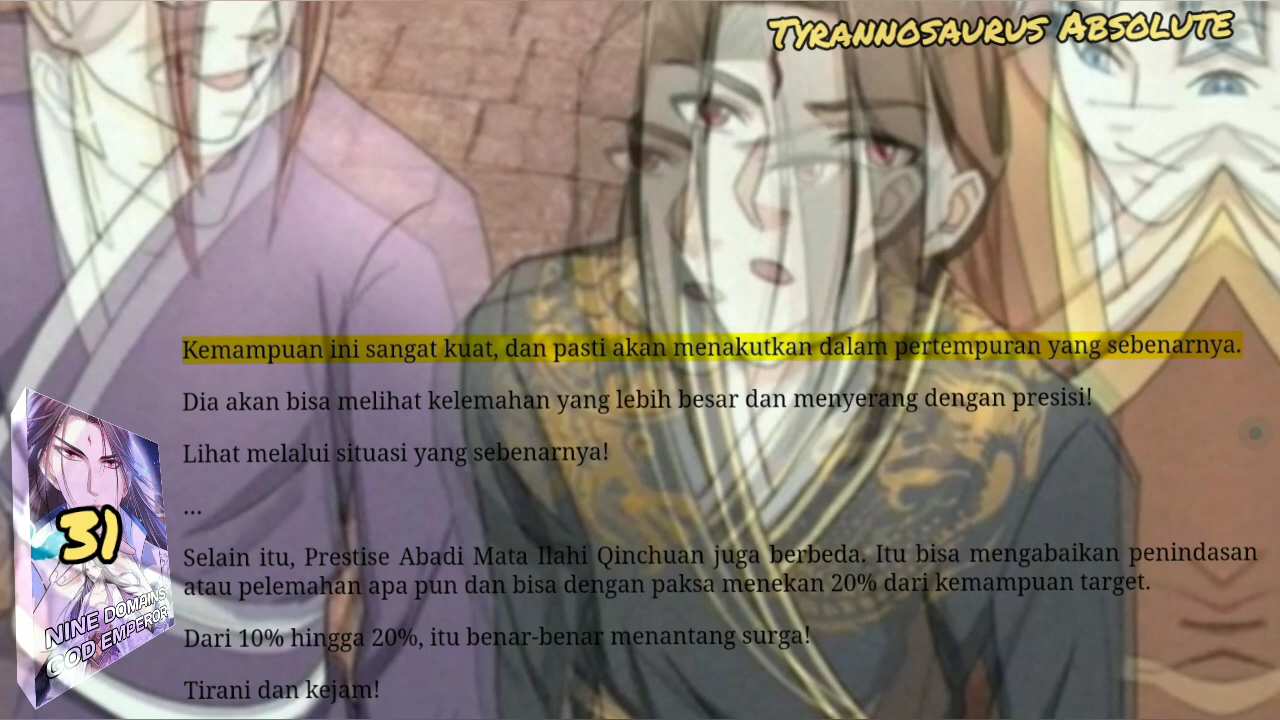 Tyrannosaurus Absolute
Kemampuan ini sangat kuat, dan pasti akan menakutkan dalam pertempuran yang sebenarnya.
Dia akan bisa melihat kelemahan yang lebih besar dan menyerang dengan presisi!
Lihat melalui situasi yang sebenarnya!
...
Selain itu, Prestise Abadi Mata Ilahi Qinchuan juga berbeda. Itu bisa mengabaikan penindasan
atau pelemahan apa pun dan bisa dengan paksa menekan 20% dari kemampuan target.
Dari 10% hingga 20%, itu benar-benar menantang surga!
Tirani dan kejam!
31
NINE DOMAINS
GOD EMPEROR